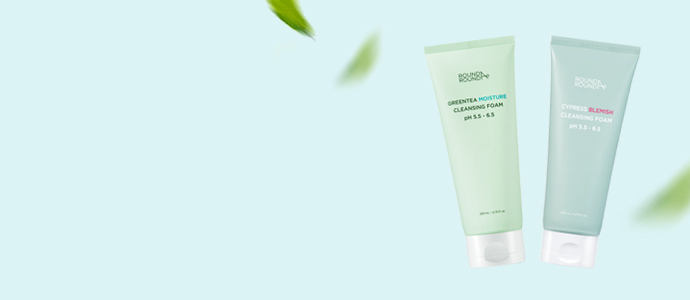 ROUND A
ROUND
GREENTEA MOISTURE
CLEANSING FOAM
pH 5.5 - 6.5
ROUND A
ROUND
CYPRESS BLEMISH
CLEANSING FOAM
pH 5.5 - 6.5